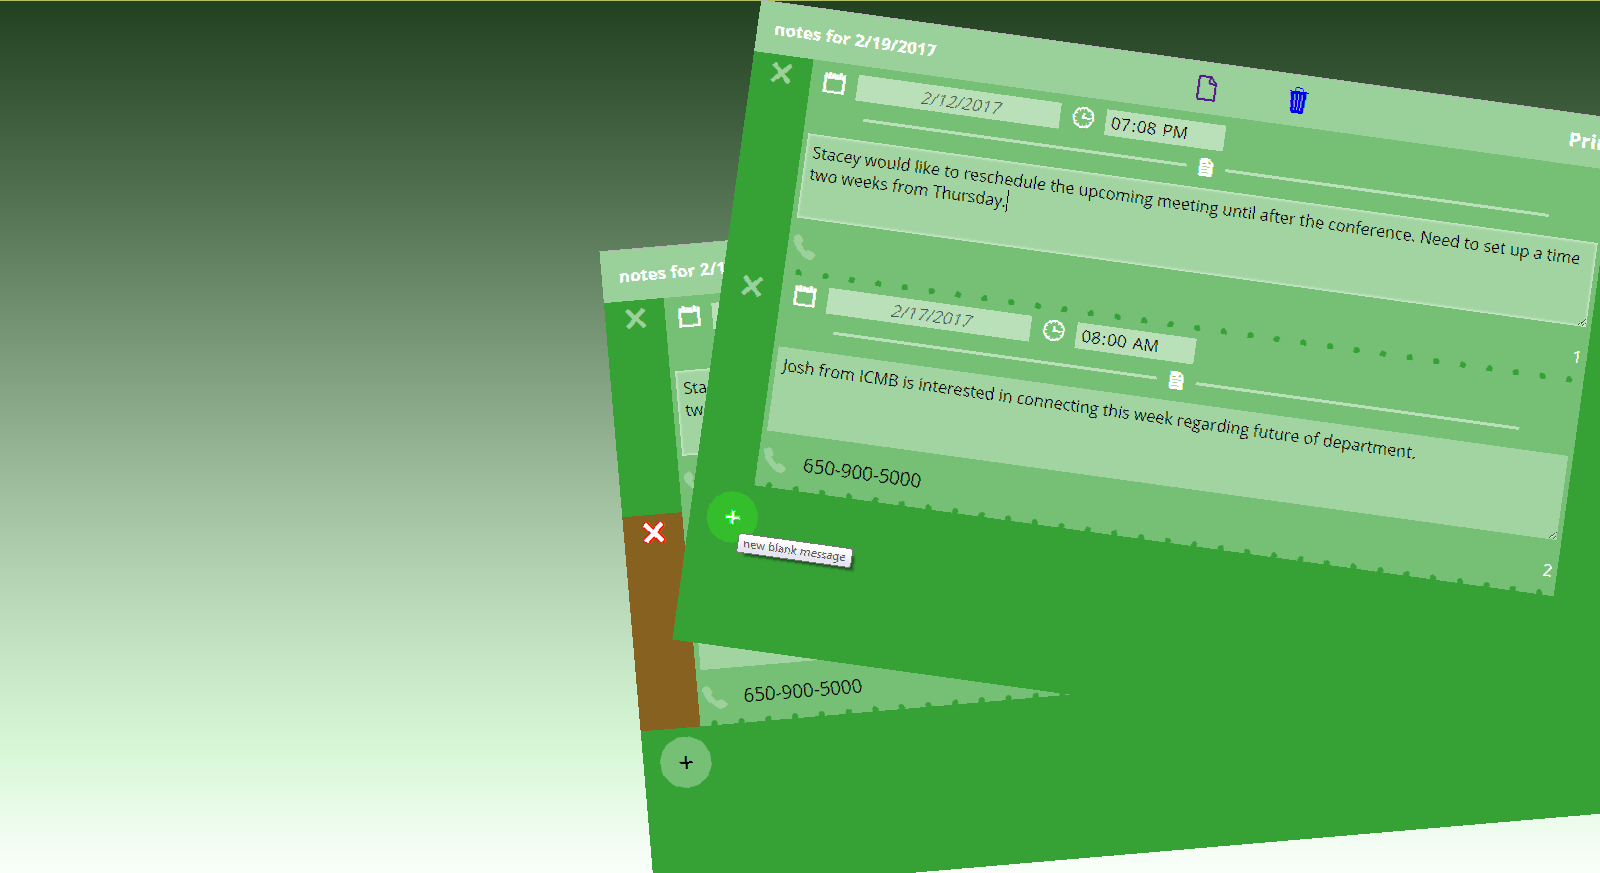 notes for 2/19/2017
2/12/2017
07:08 PM
Stacey would like to reschedule the upcoming meeting until after the conference. Need to set up a time
two weeks from Thursday.
1
2/17/2017
08:00 AM
Josh from ICMB is interested in connecting this week regarding future of department.
650-900-5000
2
+
new blank message
notes for 2/1
650-900-5000
+